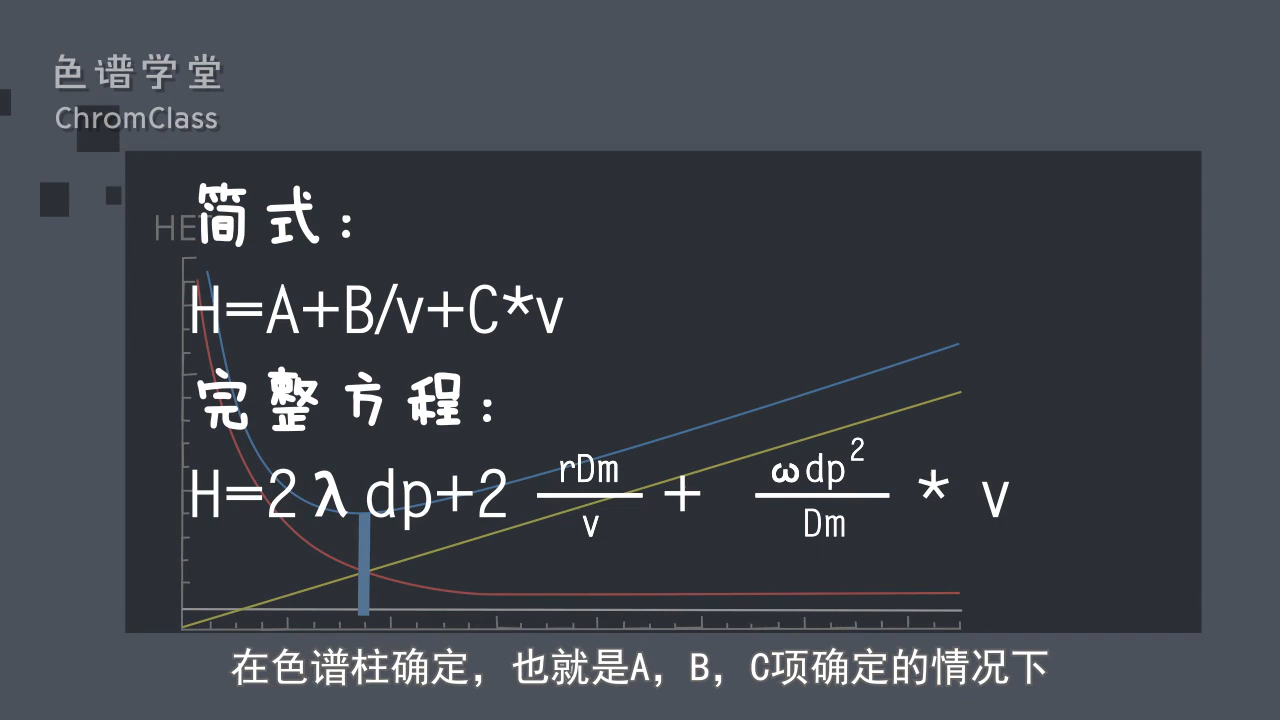 色谱学堂
ChromClass
HE
简式:
H=A+B/v+C*v
完整方程:
H=2λdp+2 rDm/v + ωdp²/Dm * v
在色谱柱确定，也就是A，B，C项确定的情况下